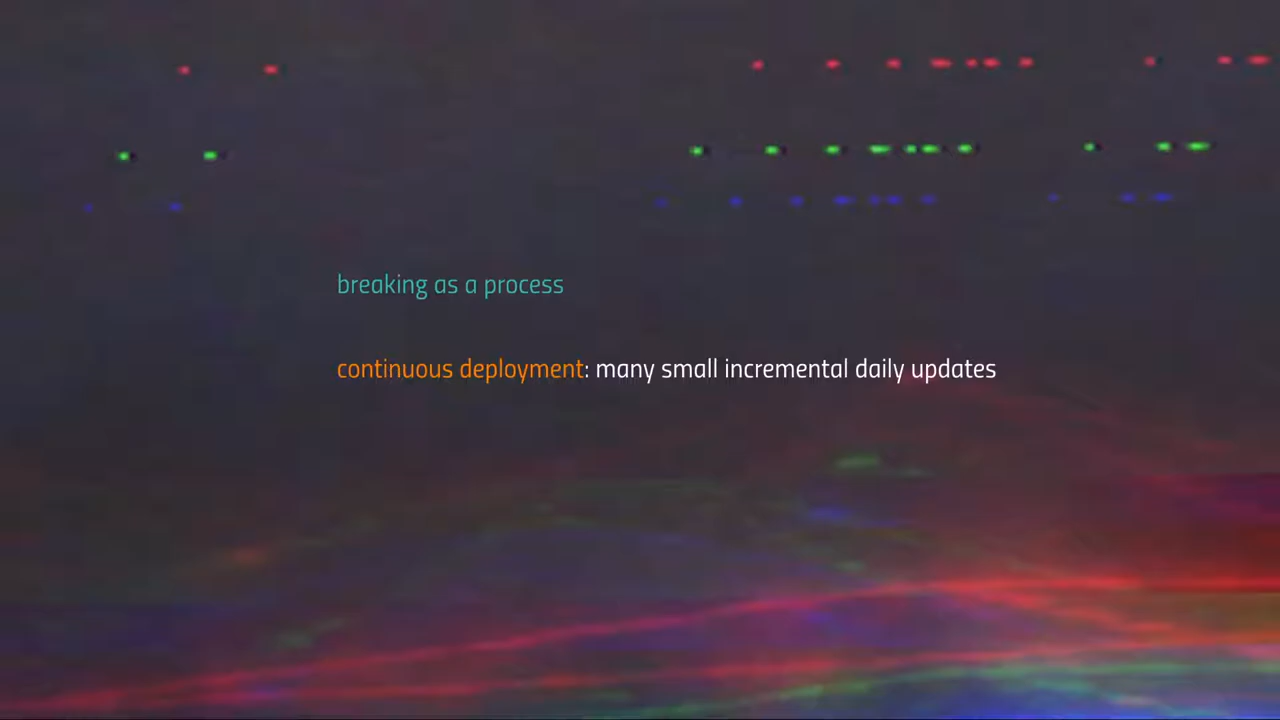 breaking as a process
continuous deployment: many small incremental daily updates